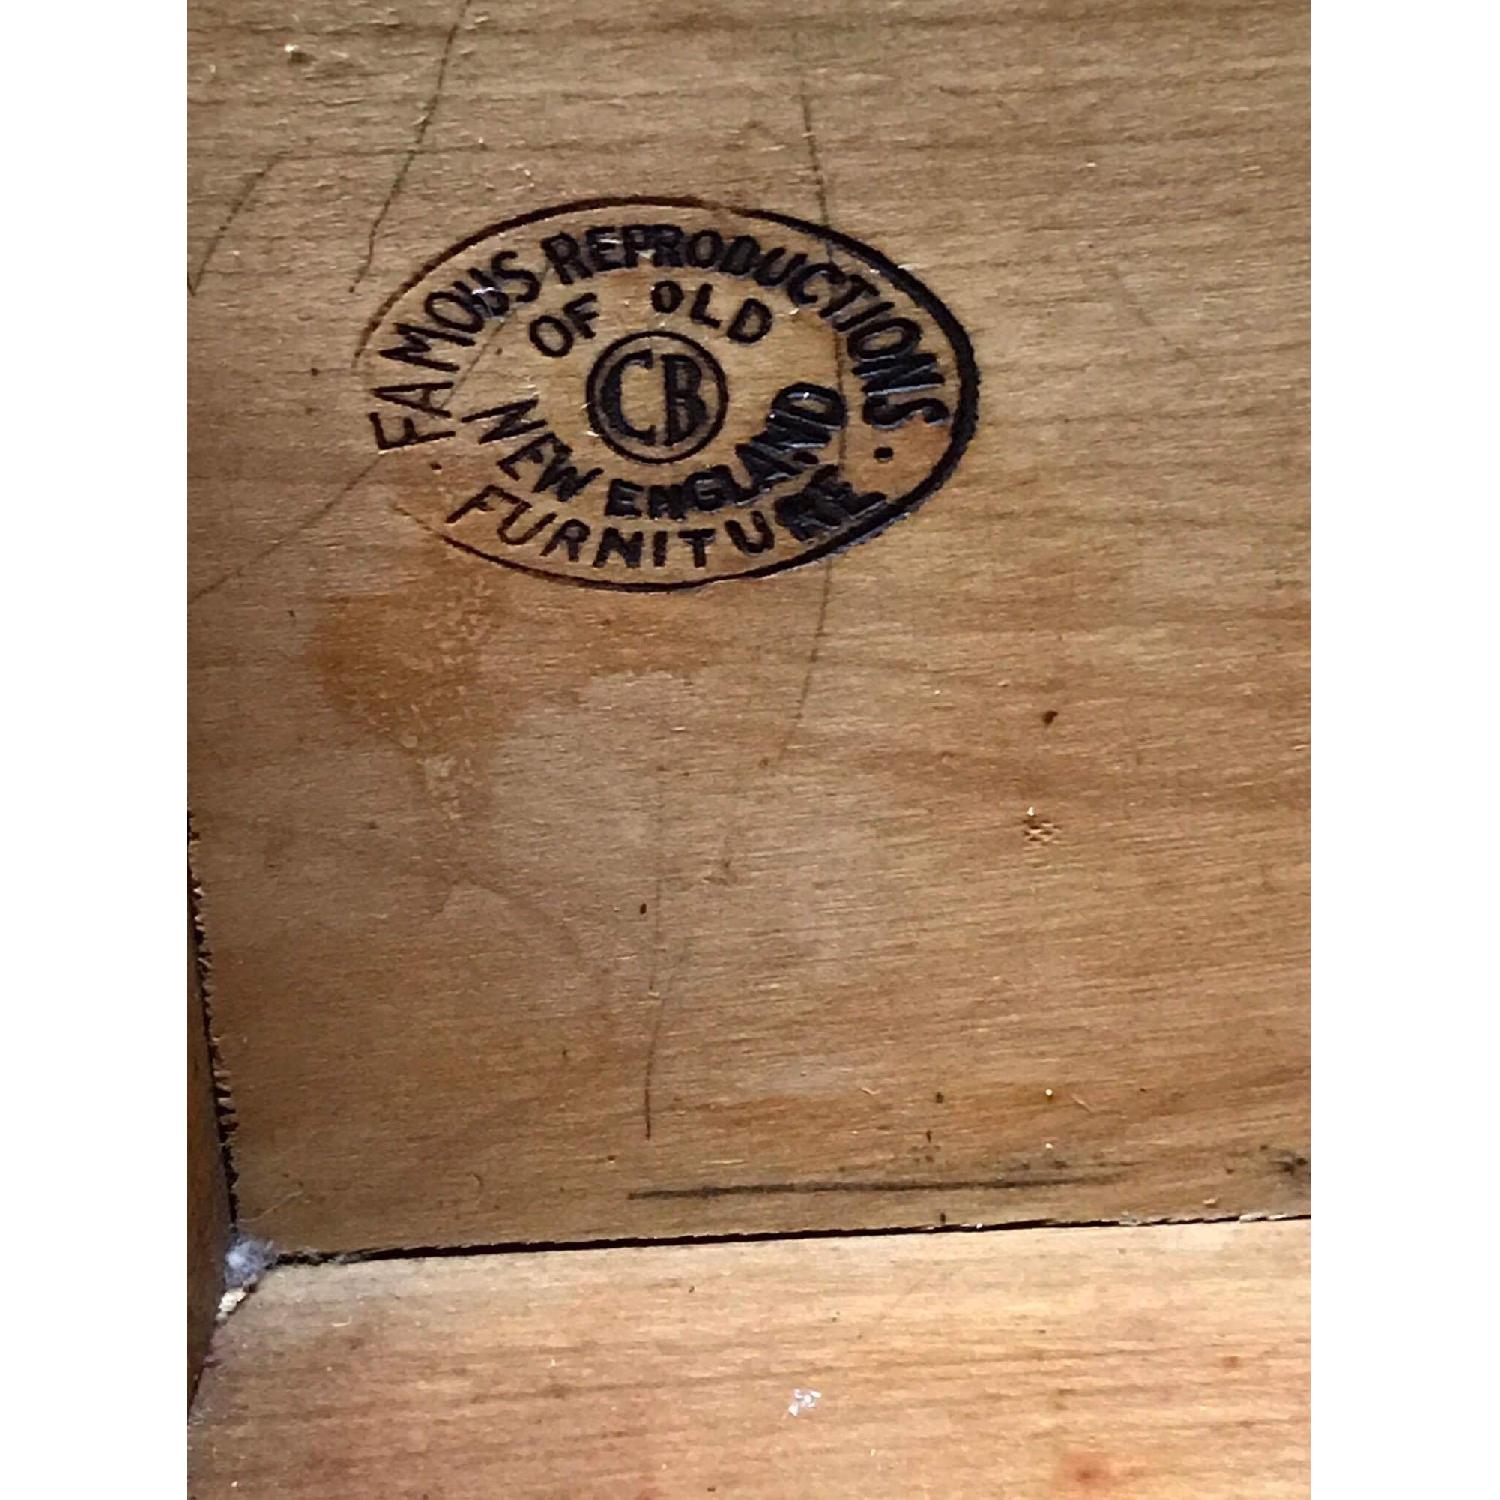 FAMOUS REPRODUCTIONS
OF OLD
CB
NEW ENGLAND
FURNITURE